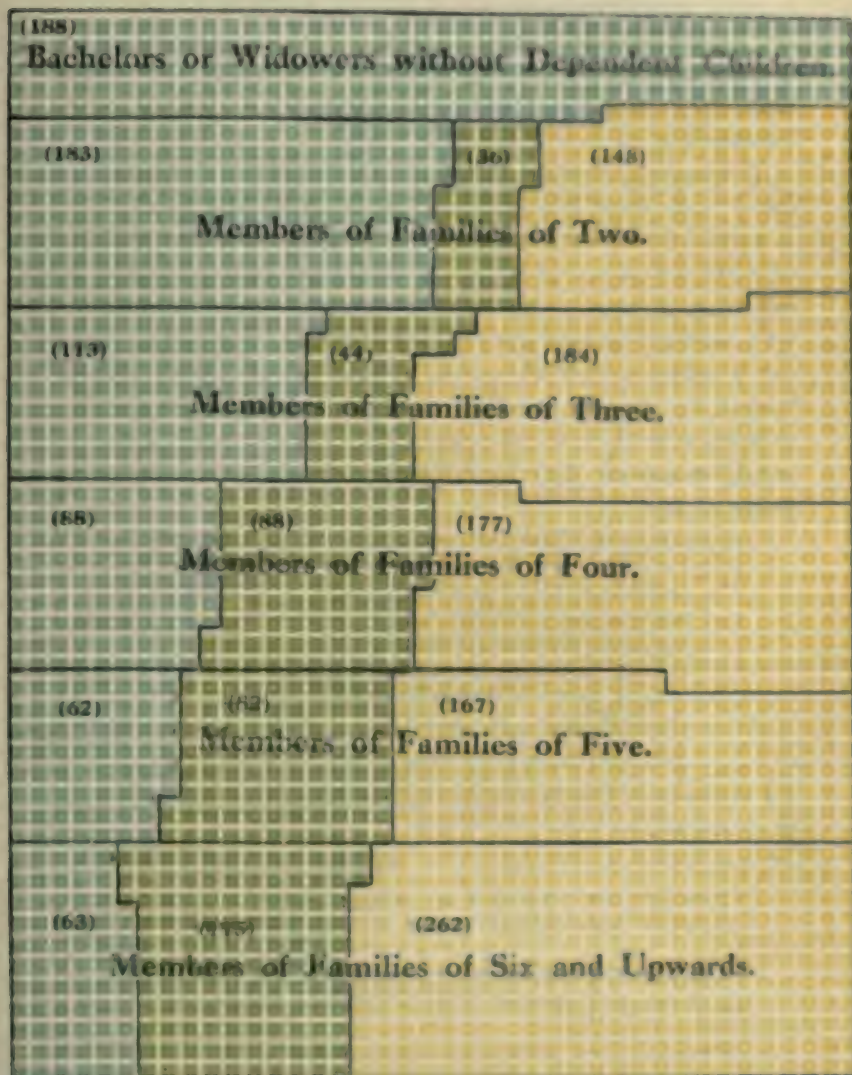 (188)
Bachelors or Widowers without Dependent Children.
(183) (36) (148)
Members of Families of Two.
(113) (44) (184)
Members of Families of Three.
(88) (88) (177)
Members of Families of Four.
(62) (82) (167)
Members of Families of Five.
(63) (115) (262)
Members of Families of Six and Upwards.